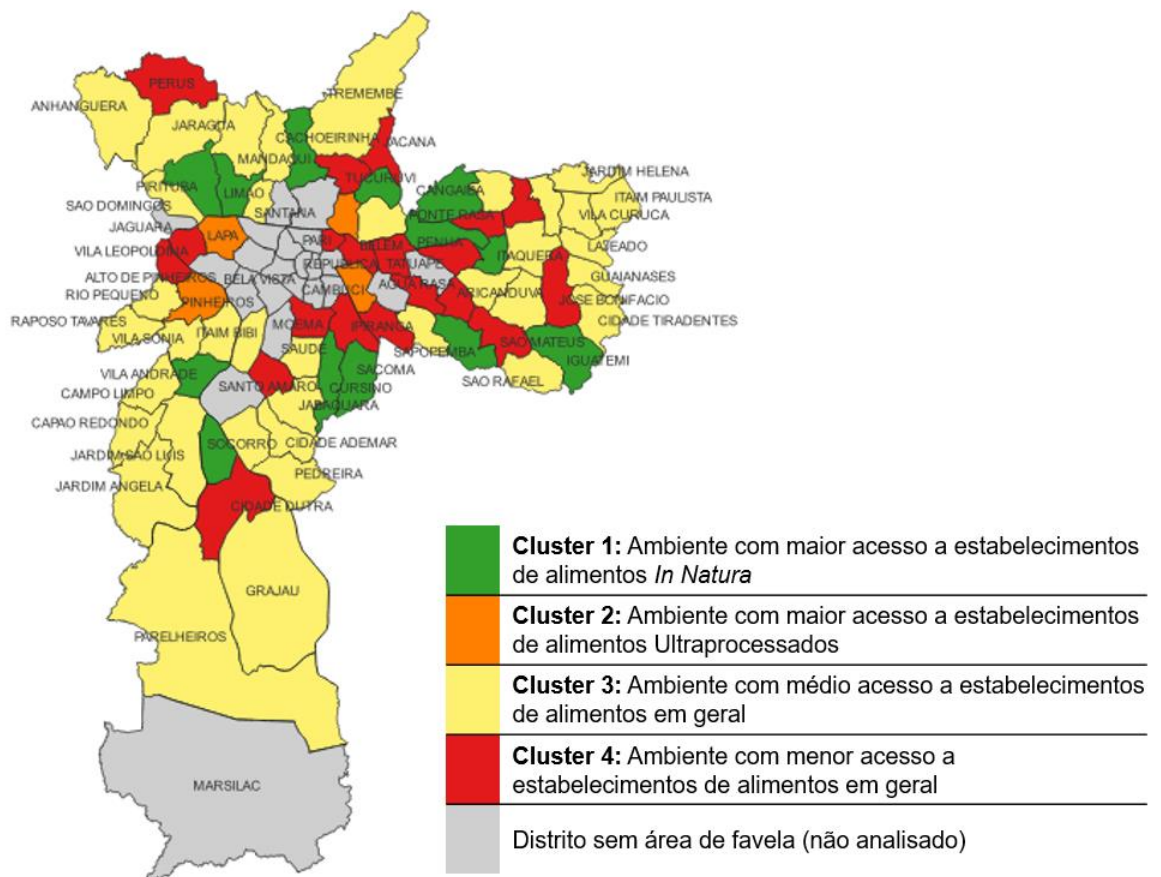 TREMEMBE
PERUS
ANHANGUERA
JARAGUA
CACHOEIRINHA
JACANA
MANDAQUI
TUCURUVI
JARDIM HELENA
PIRITUBA
LIMAO
CANGAIBA
ITAIM PAULISTA
SAO DOMINGOS
SANTANA
PONTE RASA
VILA CURUCA
JAGUARA
LAPA
PARI
BELEM
PENHA
ITAQUERA
LAJEADO
VILA LEOPOLDINA
REPUBLICA
TATUAPE
GUAIANASES
ALTO DE PINHEIROS
BELA VISTA
CAMBUCI
AGUA RASA
ARICANDUVA
JOSE BONIFACIO
RIO PEQUENO
PINHEIROS
CIDADE TIRADENTES
RAPOSO TAVARES
MOEMA
IPIRANGA
VILA SONIA
ITAIM BIBI
SAUDE
SAPOPEMBA
SAO MATEUS
IGUATEMI
VILA ANDRADE
SACOMA
SAO RAFAEL
CAMPO LIMPO
SANTO AMARO
CURSINO
JABAQUARA
CAPAO REDONDO
SOCORRO
CIDADE ADEMAR
JARDIM SAO LUIS
PEDREIRA
JARDIM ANGELA
CIDADE DUTRA
GRAJAU
PARELHEIROS
MARSILAC
Cluster 1: Ambiente com maior acesso a estabelecimentos
de alimentos In Natura
Cluster 2: Ambiente com maior acesso a estabelecimentos
de alimentos Ultraprocessados
Cluster 3: Ambiente com médio acesso a estabelecimentos
de alimentos em geral
Cluster 4: Ambiente com menor acesso a
estabelecimentos de alimentos em geral
Distrito sem área de favela (não analisado)